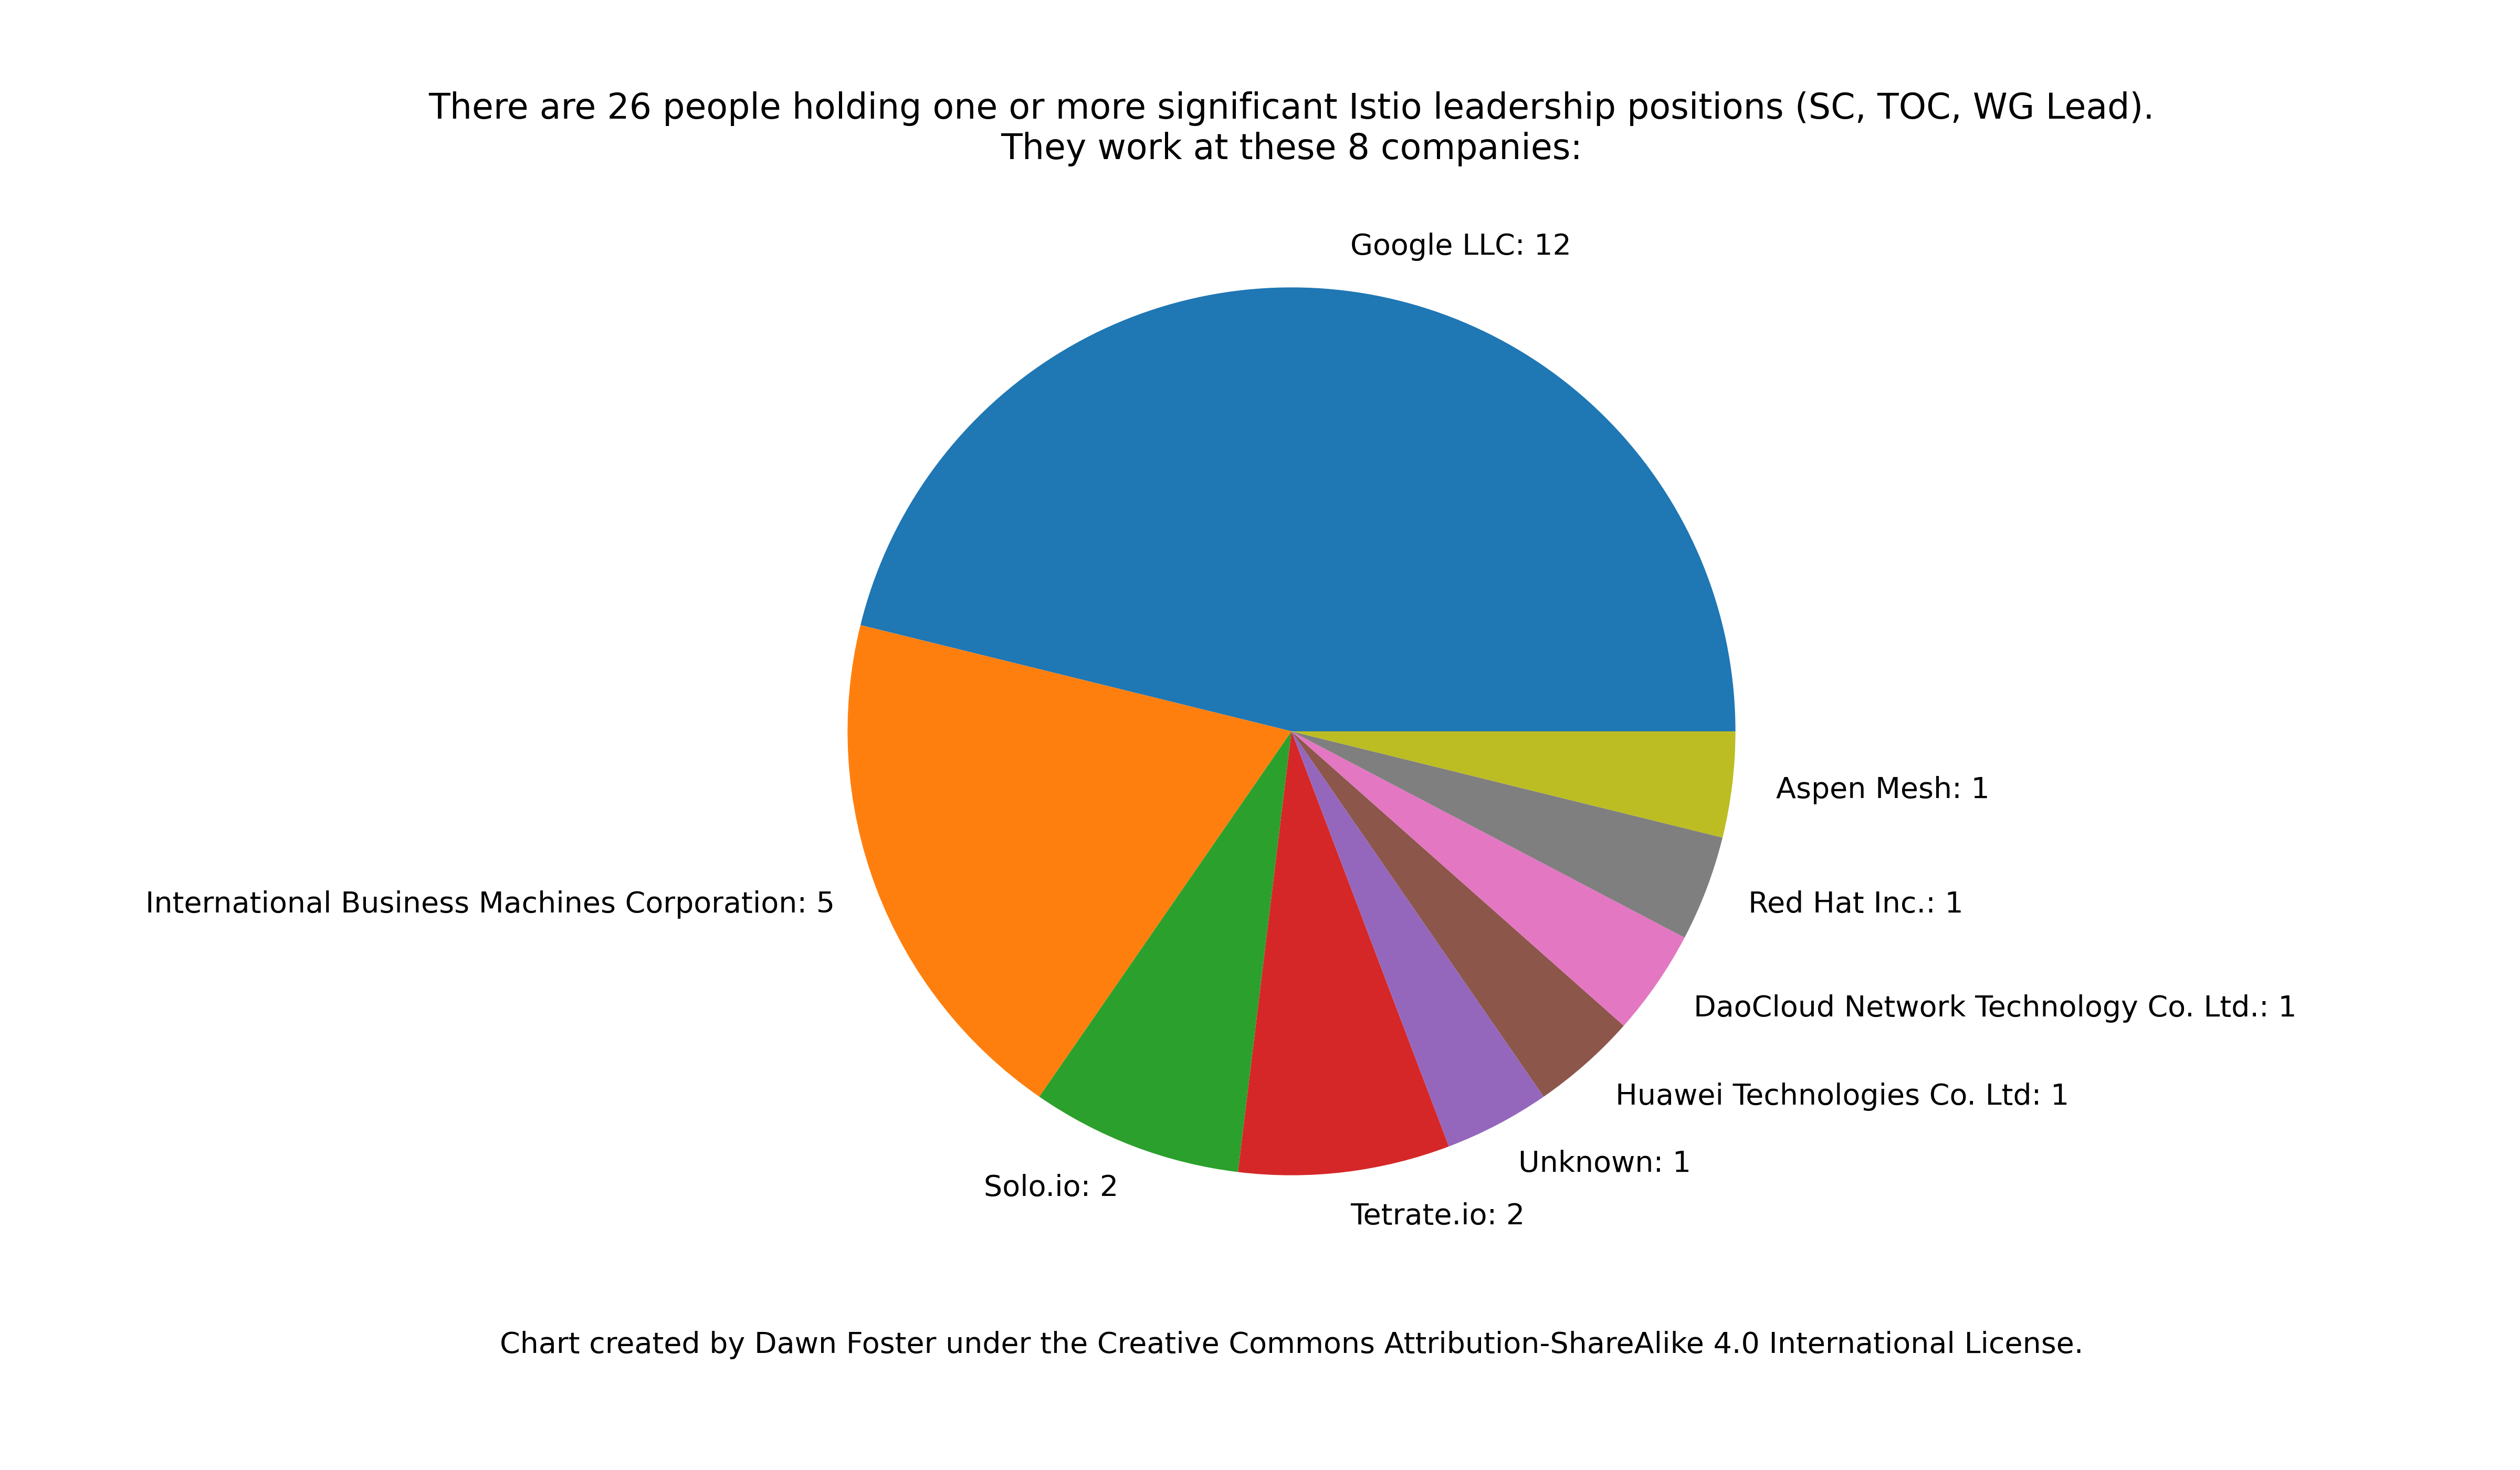 There are 26 people holding one or more significant Istio leadership positions (SC, TOC, WG Lead).
They work at these 8 companies:
Google LLC: 12
International Business Machines Corporation: 5
Solo.io: 2
Tetrate.io: 2
Unknown: 1
Huawei Technologies Co. Ltd: 1
DaoCloud Network Technology Co. Ltd.: 1
Red Hat Inc.: 1
Aspen Mesh: 1
Chart created by Dawn Foster under the Creative Commons Attribution-ShareAlike 4.0 International License.